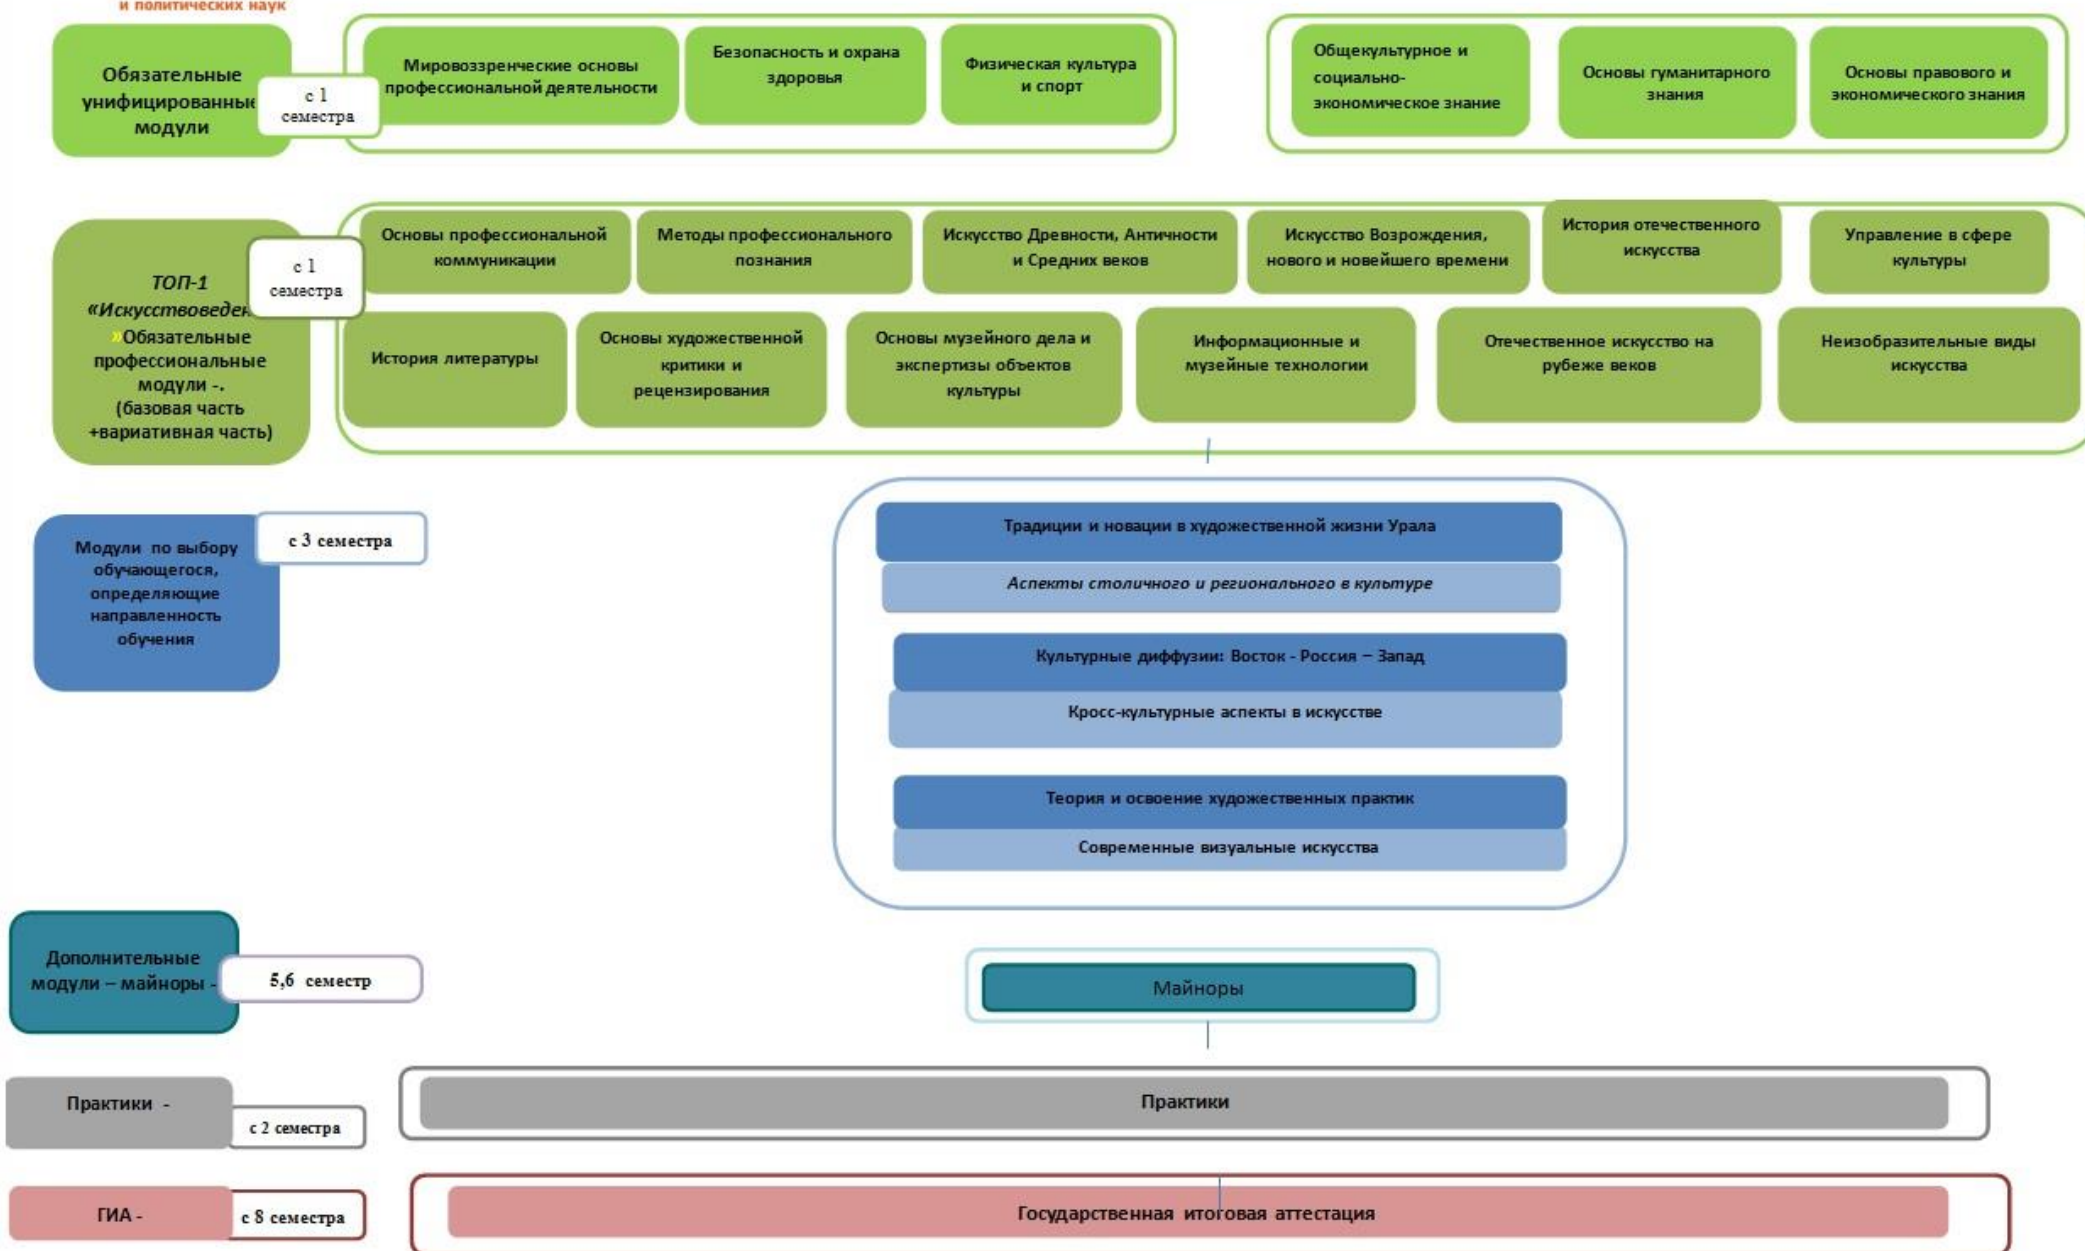 и политических наук
Обязательные
унифицированные
модули
с 1
семестра
Мировоззренческие основы
профессиональной деятельности
Безопасность и охрана
здоровья
Физическая культура
и спорт
Общекультурное и
социально-
экономическое знание
Основы гуманитарного
знания
Основы правового и
экономического знания
ТОП-1
«Искусствоведен
»Обязательные
профессиональные
модули -.
(базовая часть
+вариативная часть)
с 1
семестра
Основы профессиональной
коммуникации
Методы профессионального
познания
Искусство Древности, Античности
и Средних веков
Искусство Возрождения,
нового и новейшего времени
История отечественного
искусства
Управление в сфере
культуры
История литературы
Основы художественной
критики и
рецензирования
Основы музейного дела и
экспертизы объектов
культуры
Информационные и
музейные технологии
Отечественное искусство на
рубеже веков
Неизобразительные виды
искусства
Модули по выбору
обучающегося,
определяющие
направленность
обучения
с 3 семестра
Традиции и новации в художественной жизни Урала
Аспекты столичного и регионального в культуре
Культурные диффузии: Восток - Россия – Запад
Кросс-культурные аспекты в искусстве
Теория и освоение художественных практик
Современные визуальные искусства
Дополнительные
модули – майноры -
5,6 семестр
Майноры
Практики -
с 2 семестра
Практики
ГИА -
с 8 семестра
Государственная итоговая аттестация